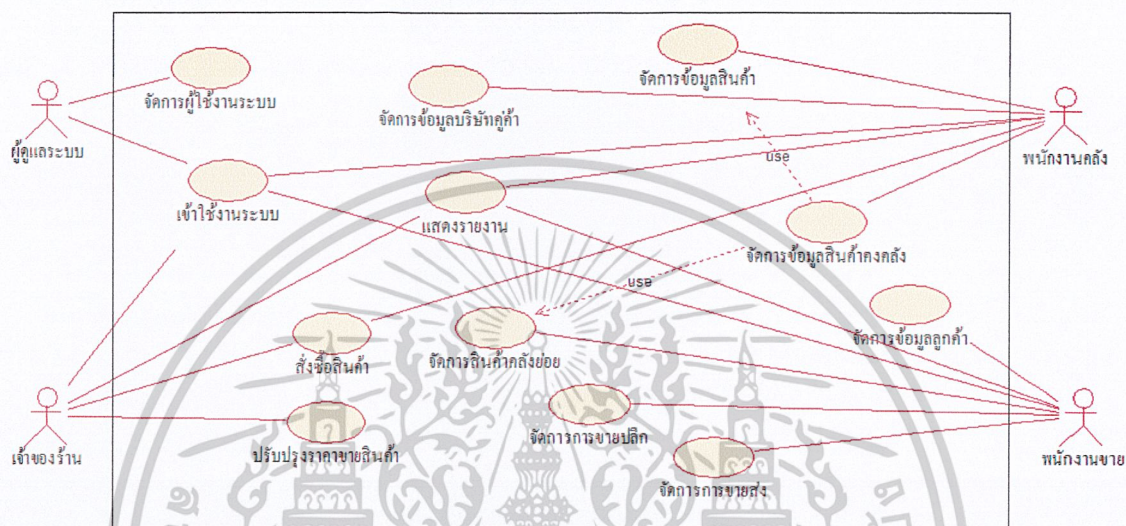 จัดการข้อมูลสินค้า
จัดการผู้ใช้งานระบบ
จัดการข้อมูลบริษัทคู่ค้า
ผู้ดูแลระบบ
use
พนักงานคลัง
เข้าใช้งานระบบ
แสดงรายงาน
จัดการข้อมูลสินค้าคงคลัง
use
จัดการข้อมูลลูกค้า
สั่งซื้อสินค้า
จัดการสินค้าคลังย่อย
เจ้าของร้าน
ปรับปรุงราคาขายสินค้า
จัดการการขายปลีก
พนักงานขาย
จัดการการขายส่ง